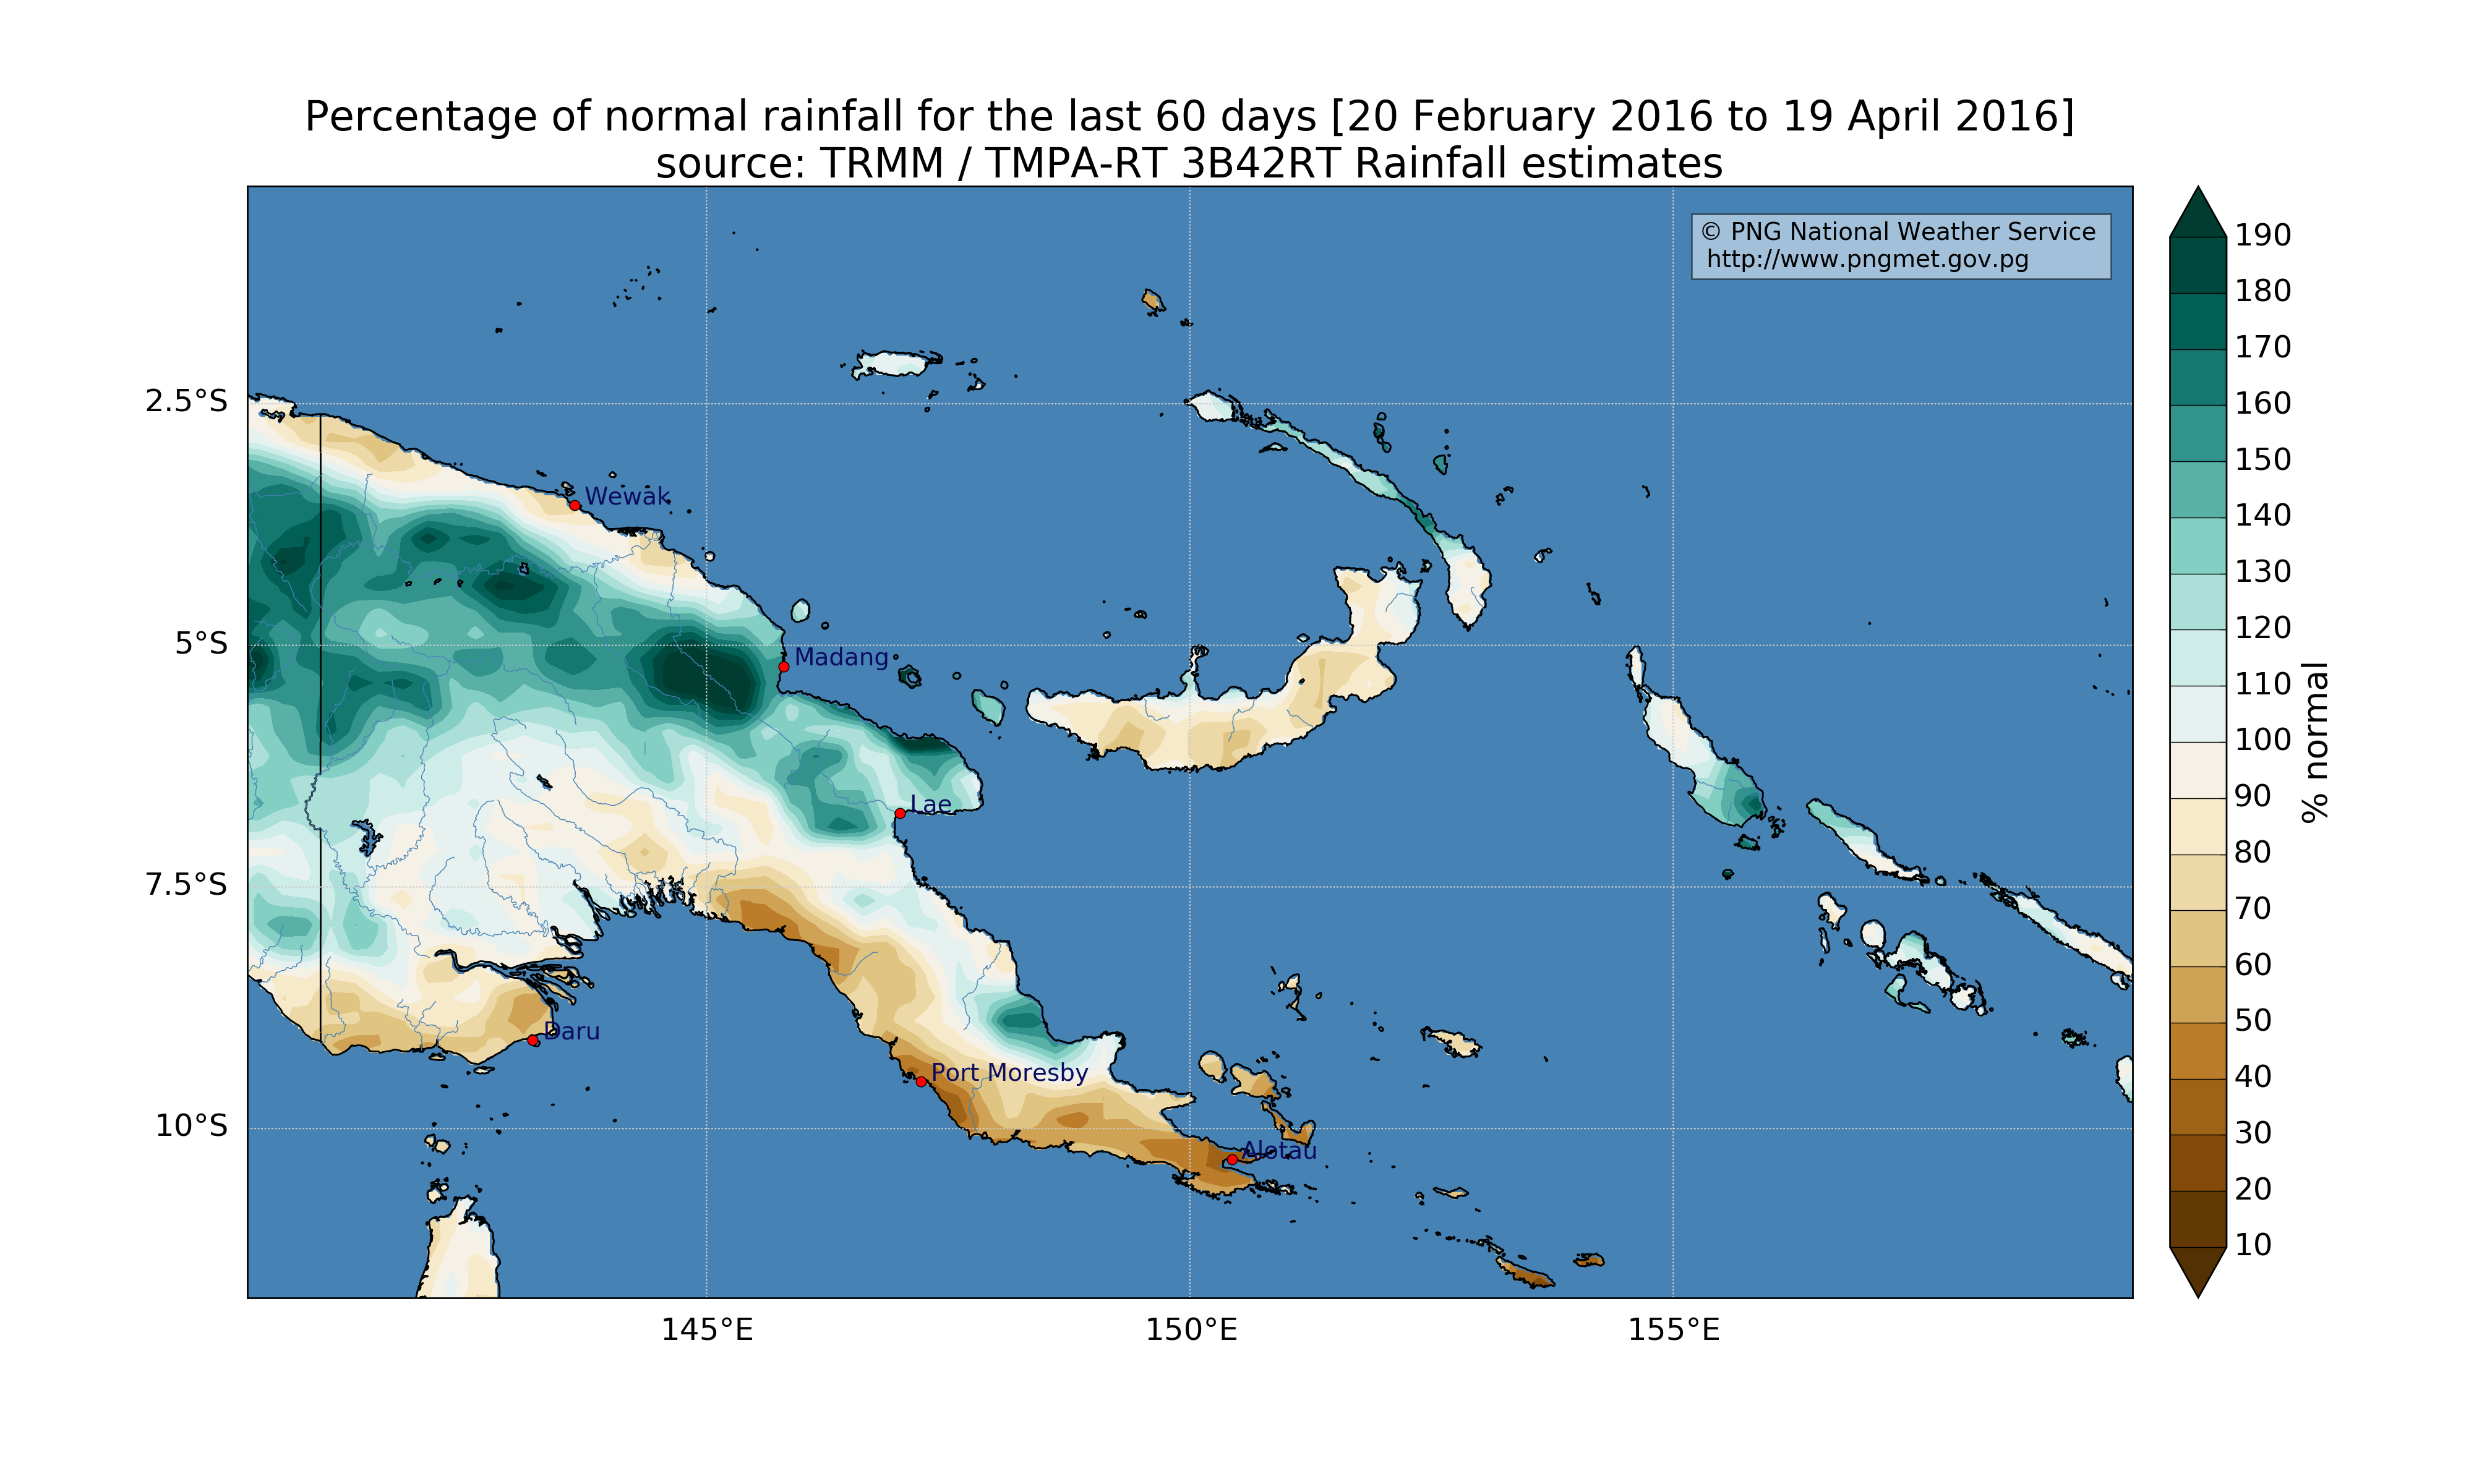 Percentage of normal rainfall for the last 60 days [20 February 2016 to 19 April 2016]
source: TRMM / TMPA-RT 3B42RT Rainfall estimates
© PNG National Weather Service
http://www.pngmet.gov.pg
2.5°S
5°S
7.5°S
10°S
Wewak
Madang
Lae
Daru
Port Moresby
Alotau
145°E
150°E
155°E
190
180
170
160
150
140
130
120
110
100
90
80
70
60
50
40
30
20
10
% normal